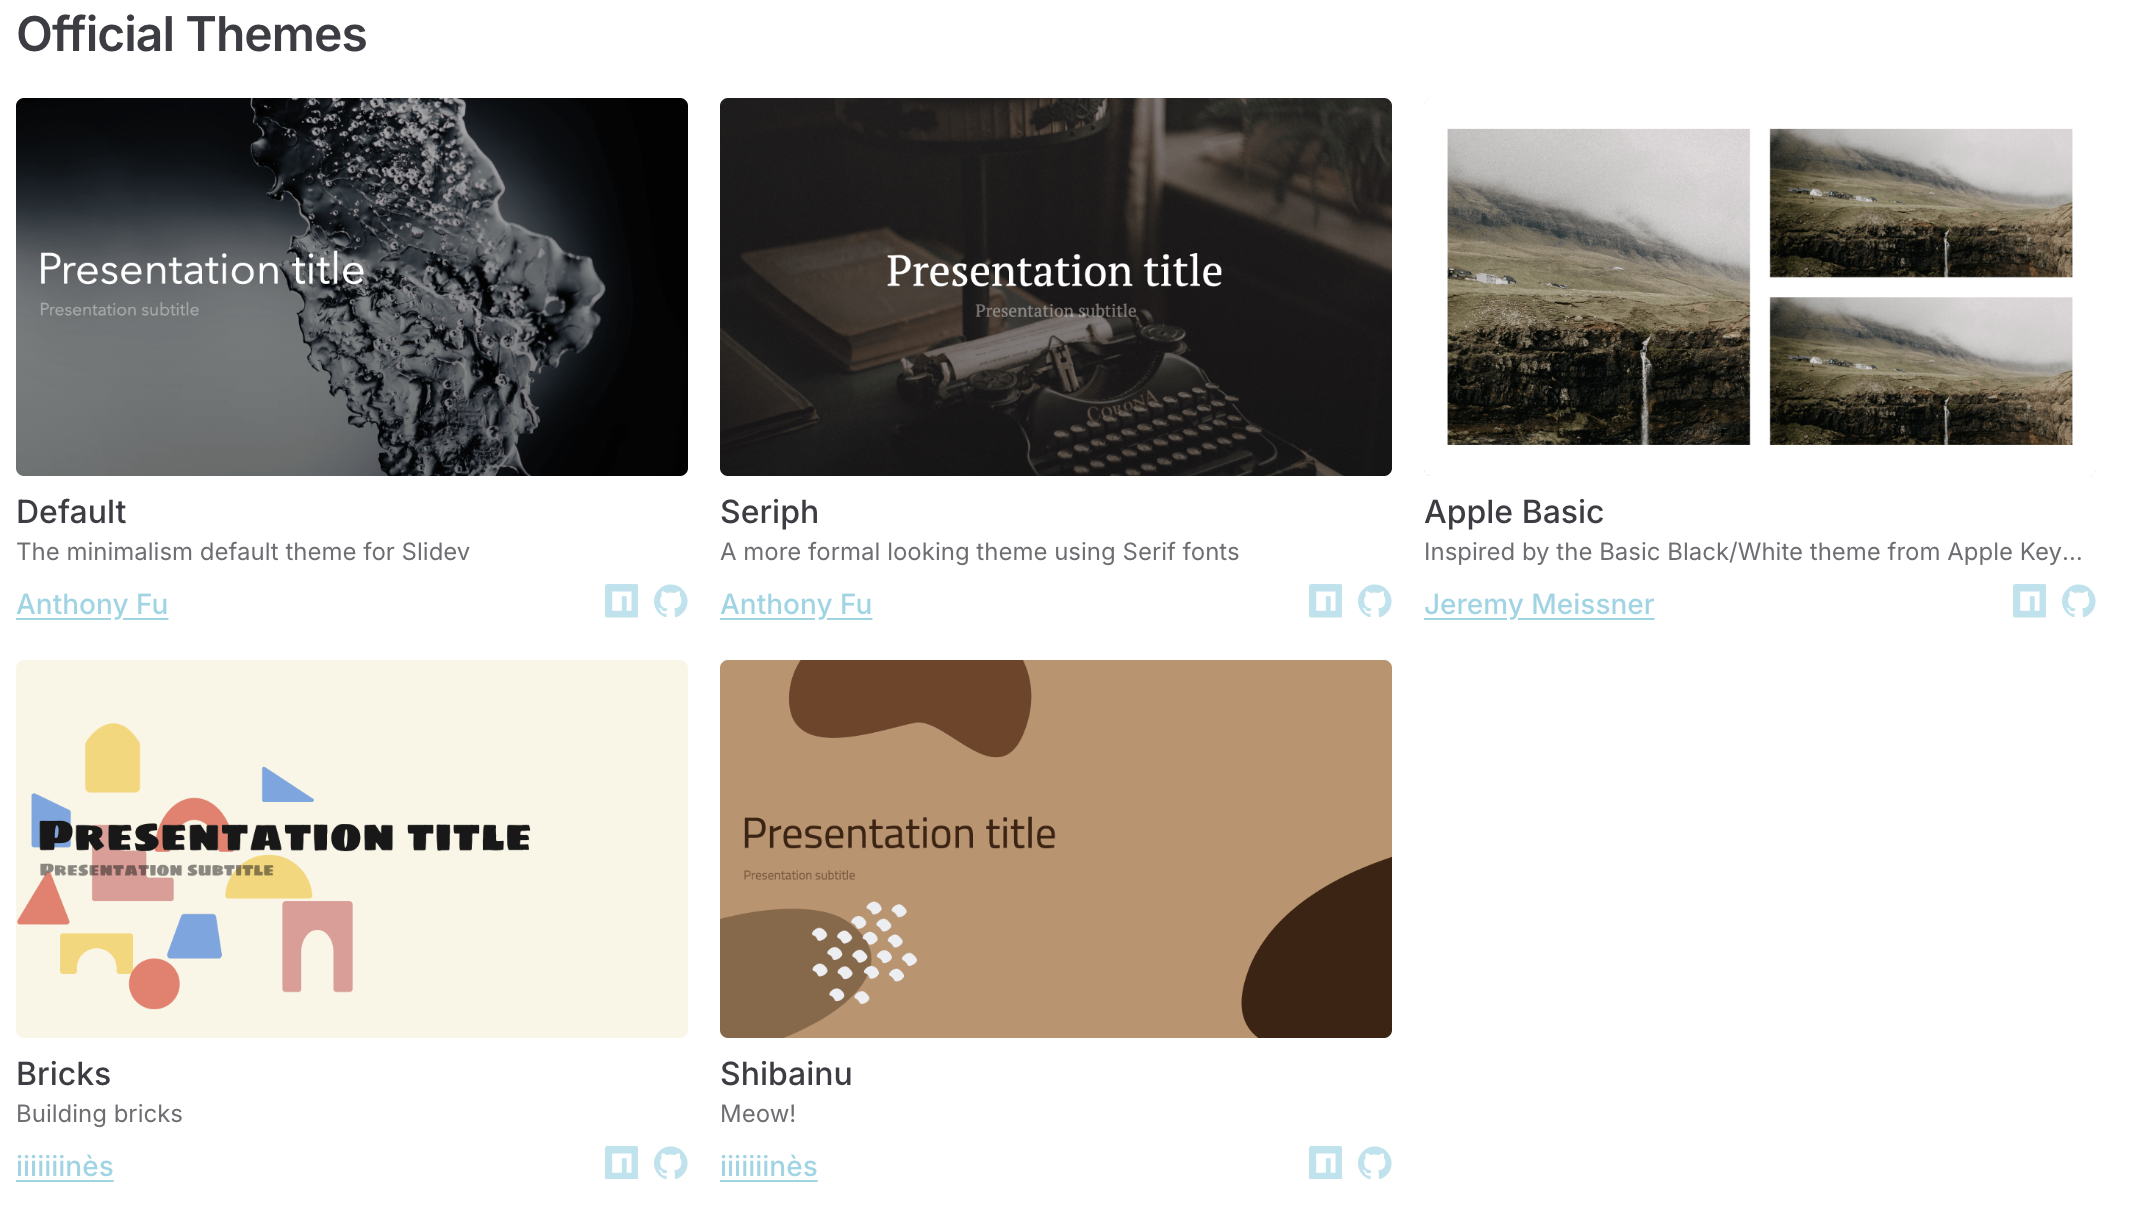 Official Themes
Presentation title
Presentation subtitle
Presentation title
Presentation subtitle
CORONA
Default
The minimalism default theme for Slidev
Anthony Fu
Seriph
A more formal looking theme using Serif fonts
Anthony Fu
Apple Basic
Inspired by the Basic Black/White theme from Apple Key...
Jeremy Meissner
Presentation title
Presentation subtitle
Presentation title
Presentation subtitle
Bricks
Building bricks
iiiiiiinès
Shibainu
Meow!
iiiiiiinès